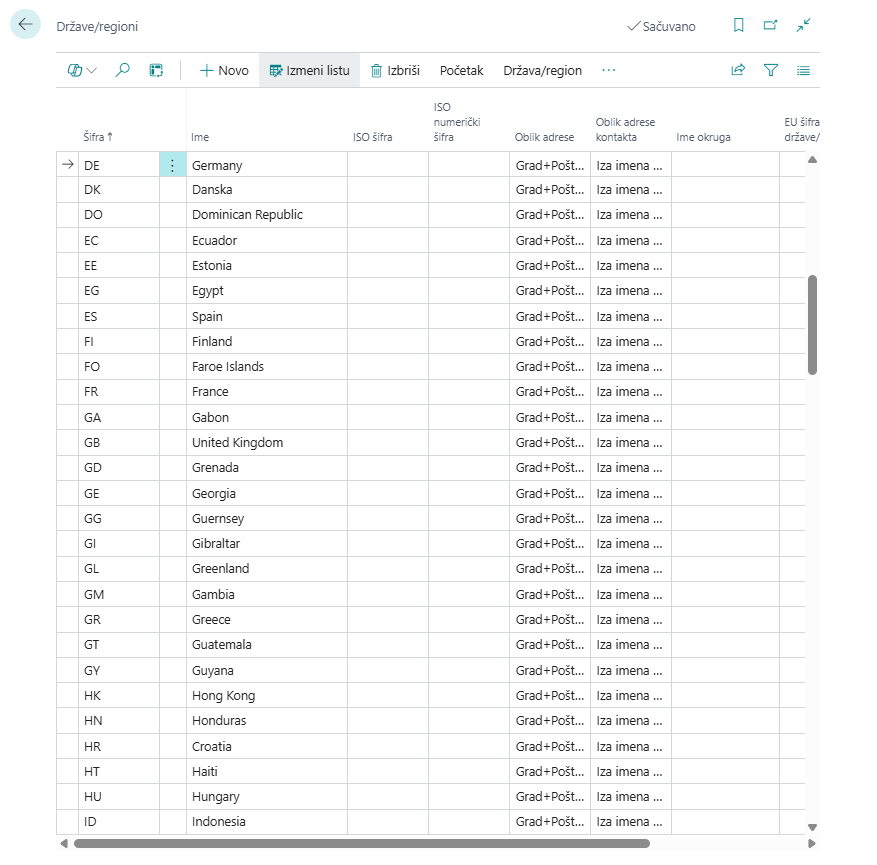 Države/regioni
Sačuvano
Novo Izmeni listu Izbriši Početak Država/region ...
Šifra ↑ Ime ISO šifra ISO numerički šifra Oblik adrese Oblik adrese kontakta Ime okruga EU šifra države/
DE Germany Grad+Pošt... Iza imena ...
DK Danska Grad+Pošt... Iza imena ...
DO Dominican Republic Grad+Pošt... Iza imena ...
EC Ecuador Grad+Pošt... Iza imena ...
EE Estonia Grad+Pošt... Iza imena ...
EG Egypt Grad+Pošt... Iza imena ...
ES Spain Grad+Pošt... Iza imena ...
FI Finland Grad+Pošt... Iza imena ...
FO Faroe Islands Grad+Pošt... Iza imena ...
FR France Grad+Pošt... Iza imena ...
GA Gabon Grad+Pošt... Iza imena ...
GB United Kingdom Grad+Pošt... Iza imena ...
GD Grenada Grad+Pošt... Iza imena ...
GE Georgia Grad+Pošt... Iza imena ...
GG Guernsey Grad+Pošt... Iza imena ...
GI Gibraltar Grad+Pošt... Iza imena ...
GL Greenland Grad+Pošt... Iza imena ...
GM Gambia Grad+Pošt... Iza imena ...
GR Greece Grad+Pošt... Iza imena ...
GT Guatemala Grad+Pošt... Iza imena ...
GY Guyana Grad+Pošt... Iza imena ...
HK Hong Kong Grad+Pošt... Iza imena ...
HN Honduras Grad+Pošt... Iza imena ...
HR Croatia Grad+Pošt... Iza imena ...
HT Haiti Grad+Pošt... Iza imena ...
HU Hungary Grad+Pošt... Iza imena ...
ID Indonesia Grad+Pošt... Iza imena ...